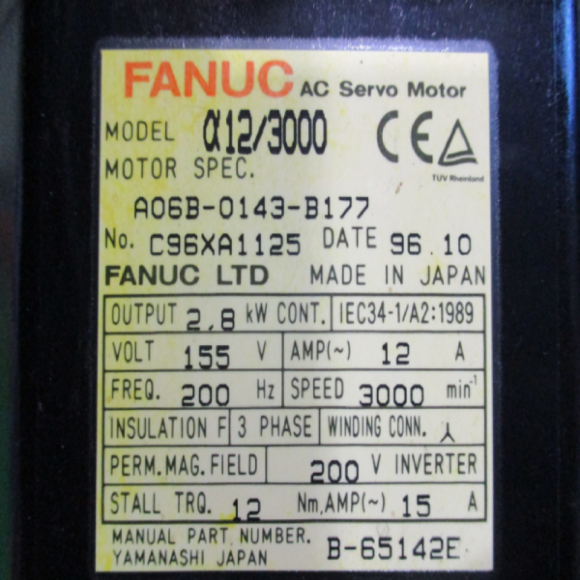 FANUC AC Servo Motor
MODEL α12/3000 CE
TÜV Rheinland
MOTOR SPEC.
A06B-0143-B177
No. C96XA1125 DATE 96.10
FANUC LTD MADE IN JAPAN
OUTPUT 2.8 kW CONT. IEC34-1/A2:1989
VOLT 155 V AMP(~) 12 A
FREQ. 200 Hz SPEED 3000 min⁻¹
INSULATION F 3 PHASE WINDING CONN. ⅄
PERM.MAG.FIELD 200 V INVERTER
STALL TRQ. 12 Nm,AMP(~) 15 A
MANUAL PART NUMBER.
YAMANASHI JAPAN B-65142E